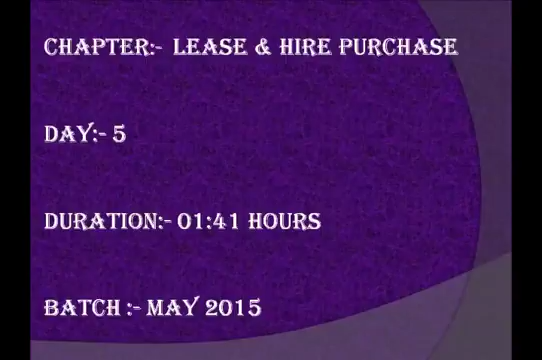 CHAPTER:- LEASE & HIRE PURCHASE
DAY:- 5
DURATION:- 01:41 HOURS
BATCH :- MAY 2015